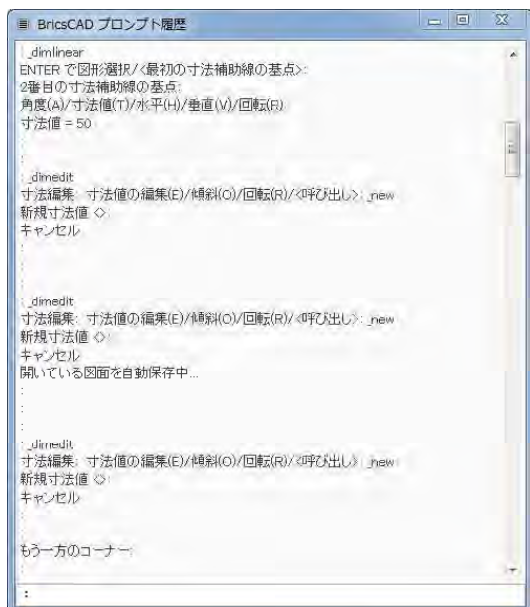 BricsCAD プロンプト履歴
: _dimlinear
ENTER で図形選択/<最初の寸法補助線の基点>:
2番目の寸法補助線の基点:
角度(A)/寸法値(T)/水平(H)/垂直(V)/回転(R)
寸法値 = 50
:
:
: _dimedit
寸法編集: 寸法値の編集(E)/傾斜(O)/回転(R)/<呼び出し>: _new
新規寸法値 <>:
キャンセル
:
:
: _dimedit
寸法編集: 寸法値の編集(E)/傾斜(O)/回転(R)/<呼び出し>: _new
新規寸法値 <>:
キャンセル
開いている図面を自動保存中...
:
:
:
: _dimedit
寸法編集: 寸法値の編集(E)/傾斜(O)/回転(R)/<呼び出し>: _new
新規寸法値 <>:
キャンセル
:
もう一方のコーナー:
:
: